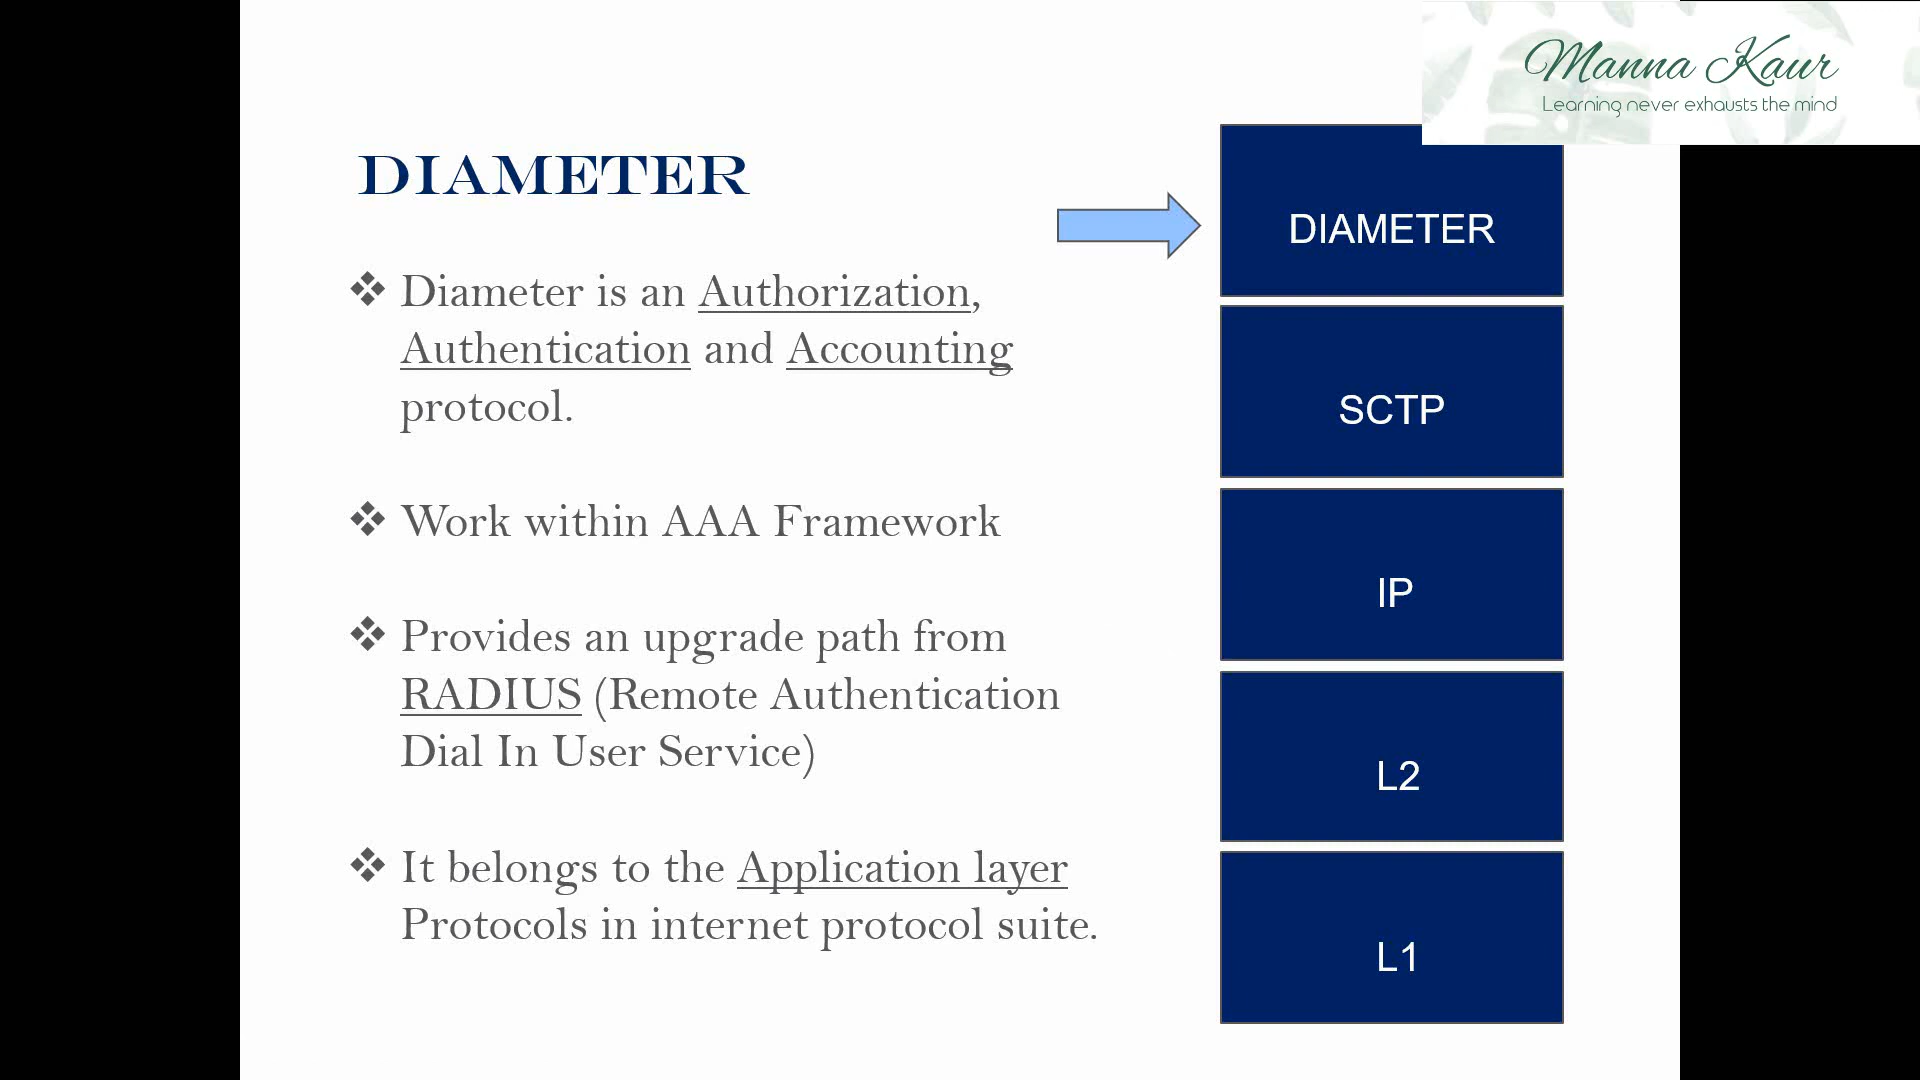 Manna Kaur
Learning never exhausts the mind
DIAMETER
❖ Diameter is an Authorization,
Authentication and Accounting
protocol.
❖ Work within AAA Framework
❖ Provides an upgrade path from
RADIUS (Remote Authentication
Dial In User Service)
❖ It belongs to the Application layer
Protocols in internet protocol suite.
DIAMETER
SCTP
IP
L2
L1